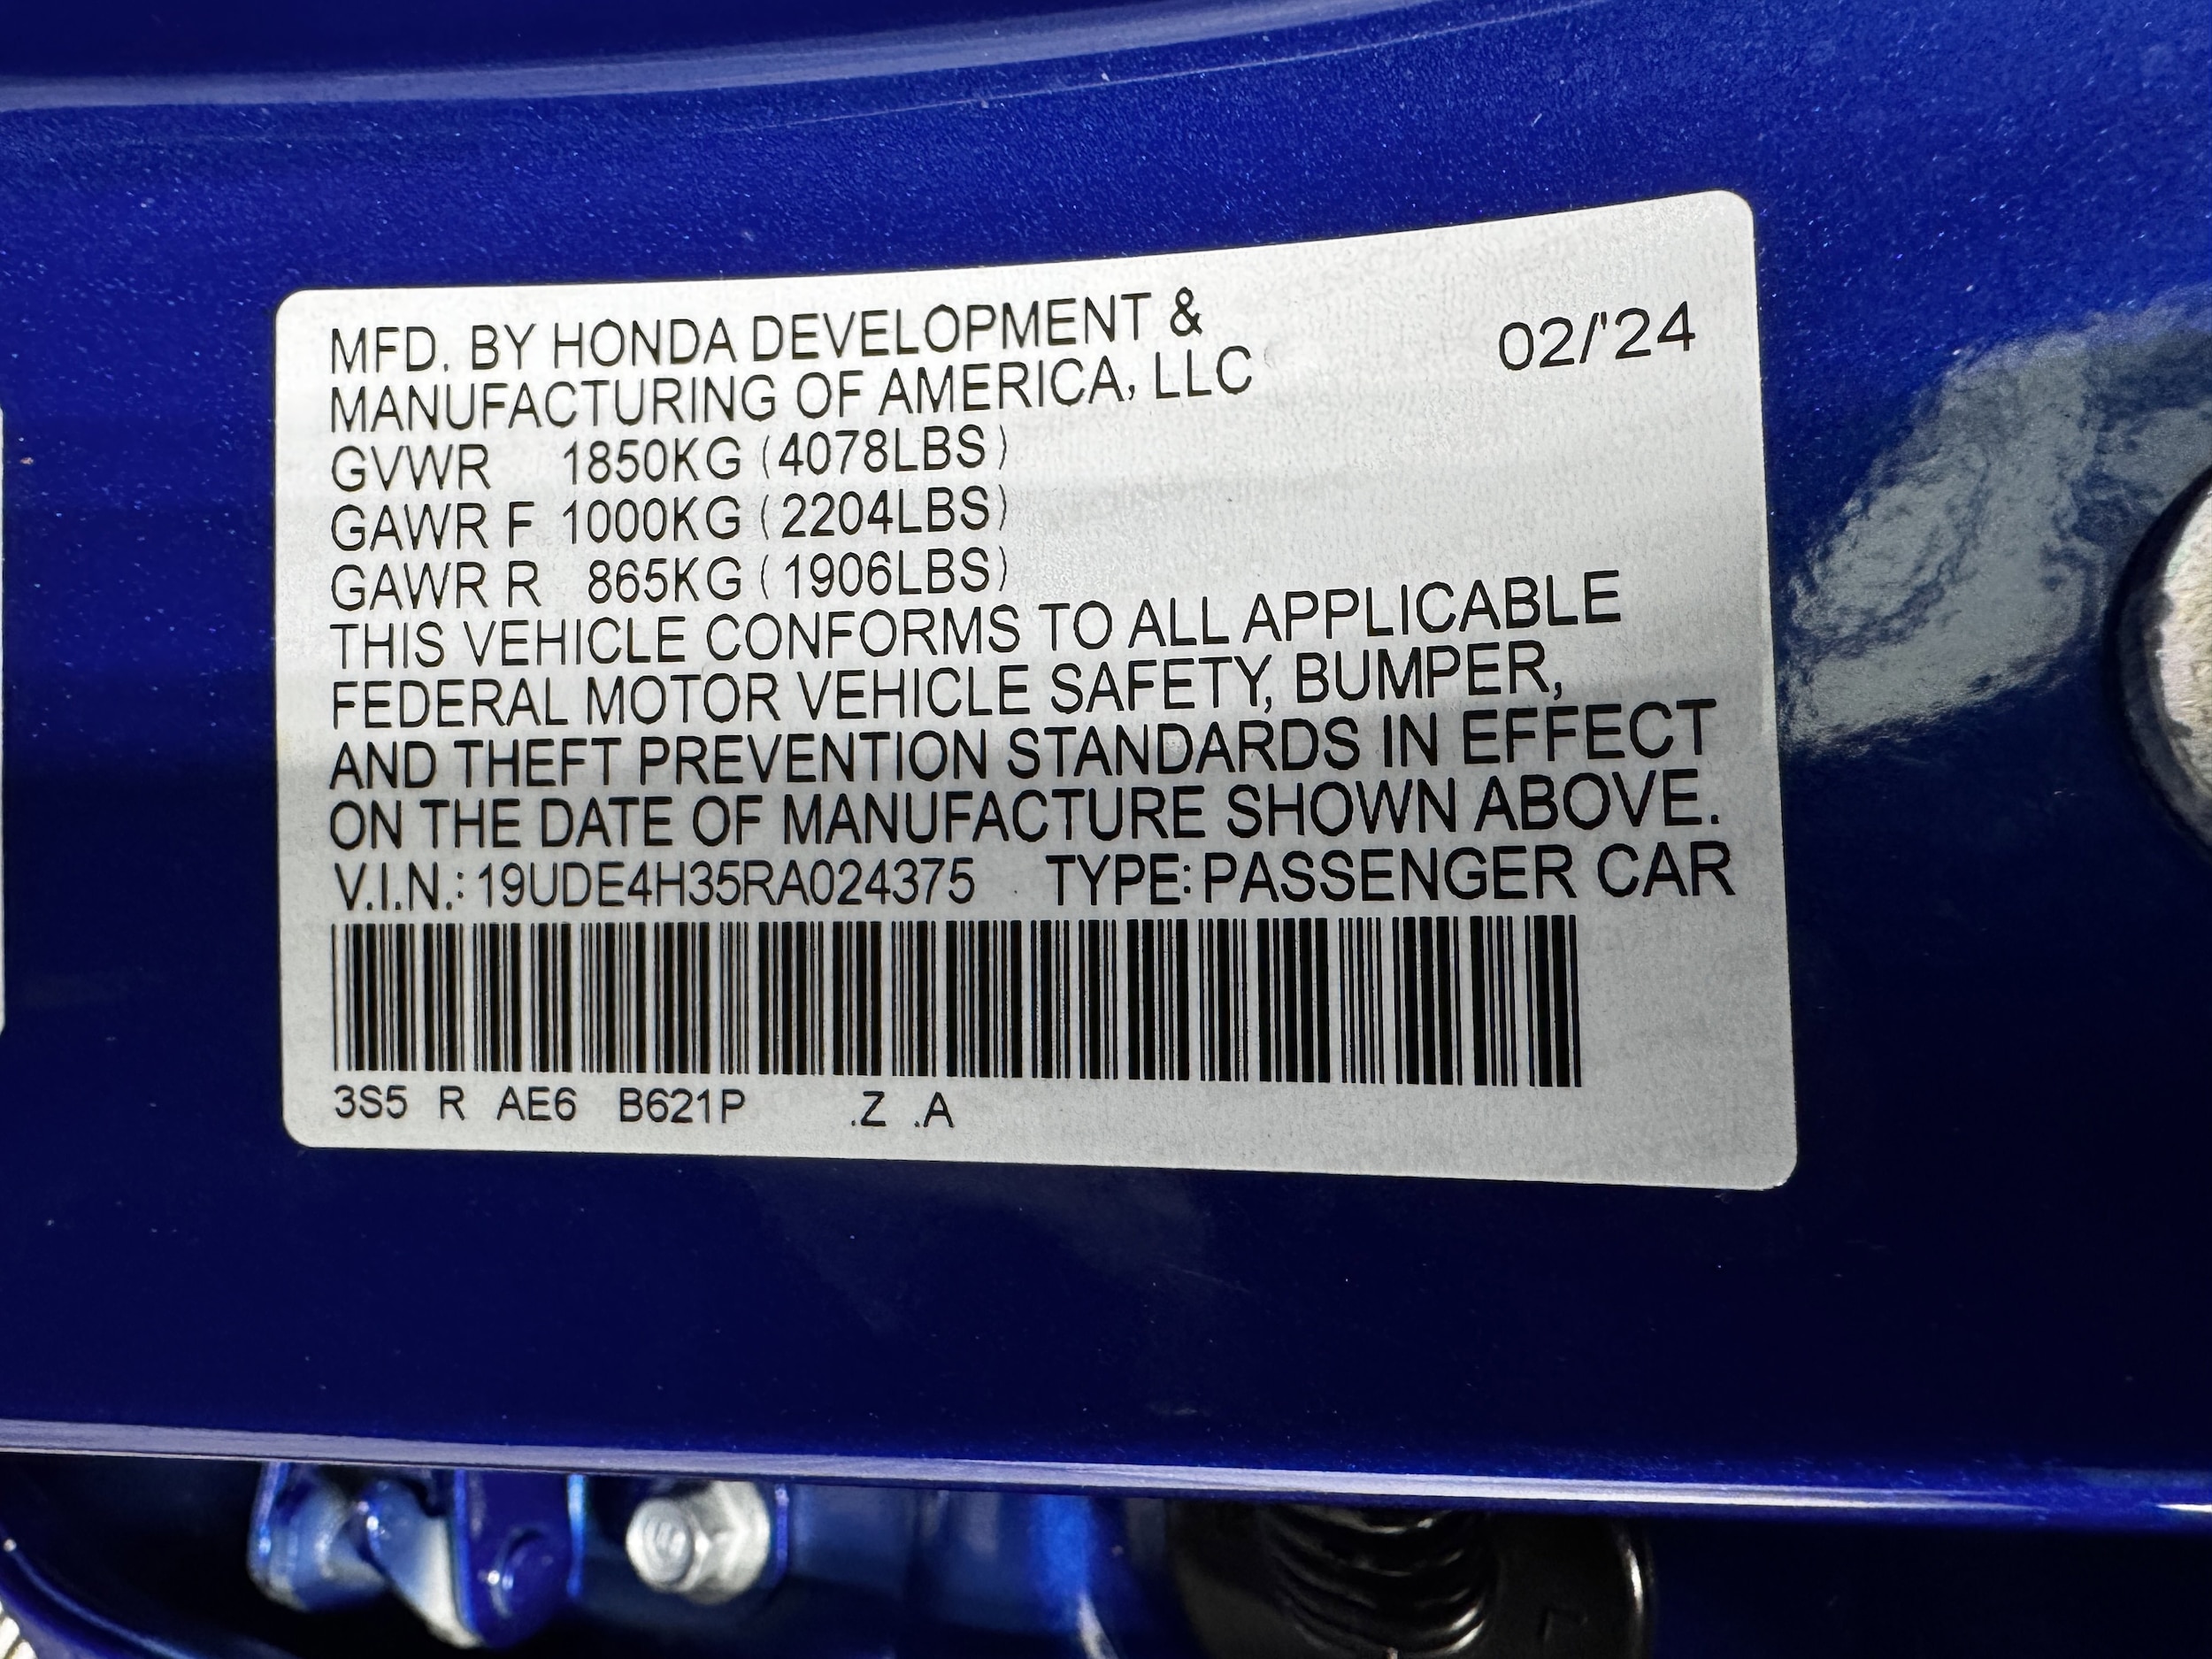 MFD. BY HONDA DEVELOPMENT &
MANUFACTURING OF AMERICA, LLC
02/'24
GVWR 1850KG (4078LBS)
GAWR F 1000KG (2204LBS)
GAWR R 865KG (1906LBS)
THIS VEHICLE CONFORMS TO ALL APPLICABLE
FEDERAL MOTOR VEHICLE SAFETY, BUMPER,
AND THEFT PREVENTION STANDARDS IN EFFECT
ON THE DATE OF MANUFACTURE SHOWN ABOVE.
V.I.N.: 19UDE4H35RA024375 TYPE: PASSENGER CAR
3S5 R AE6 B621P .Z .A